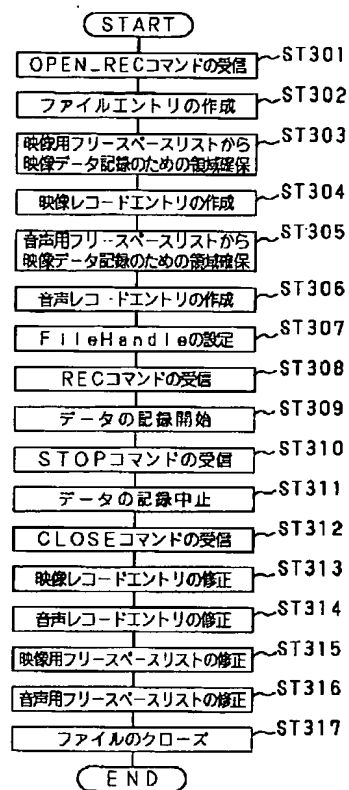 START
OPEN_RECコマンドの受信 ST301
ファイルエントリの作成 ST302
映像用フリースペースリストから ST303
映像データ記録のための領域確保
映像レコードエントリの作成 ST304
音声用フリースペースリストから ST305
映像データ記録のための領域確保
音声レコードエントリの作成 ST306
FileHandleの設定 ST307
RECコマンドの受信 ST308
データの記録開始 ST309
STOPコマンドの受信 ST310
データの記録中止 ST311
CLOSEコマンドの受信 ST312
映像レコードエントリの修正 ST313
音声レコードエントリの修正 ST314
映像用フリースペースリストの修正 ST315
音声用フリースペースリストの修正 ST316
ファイルのクローズ ST317
END